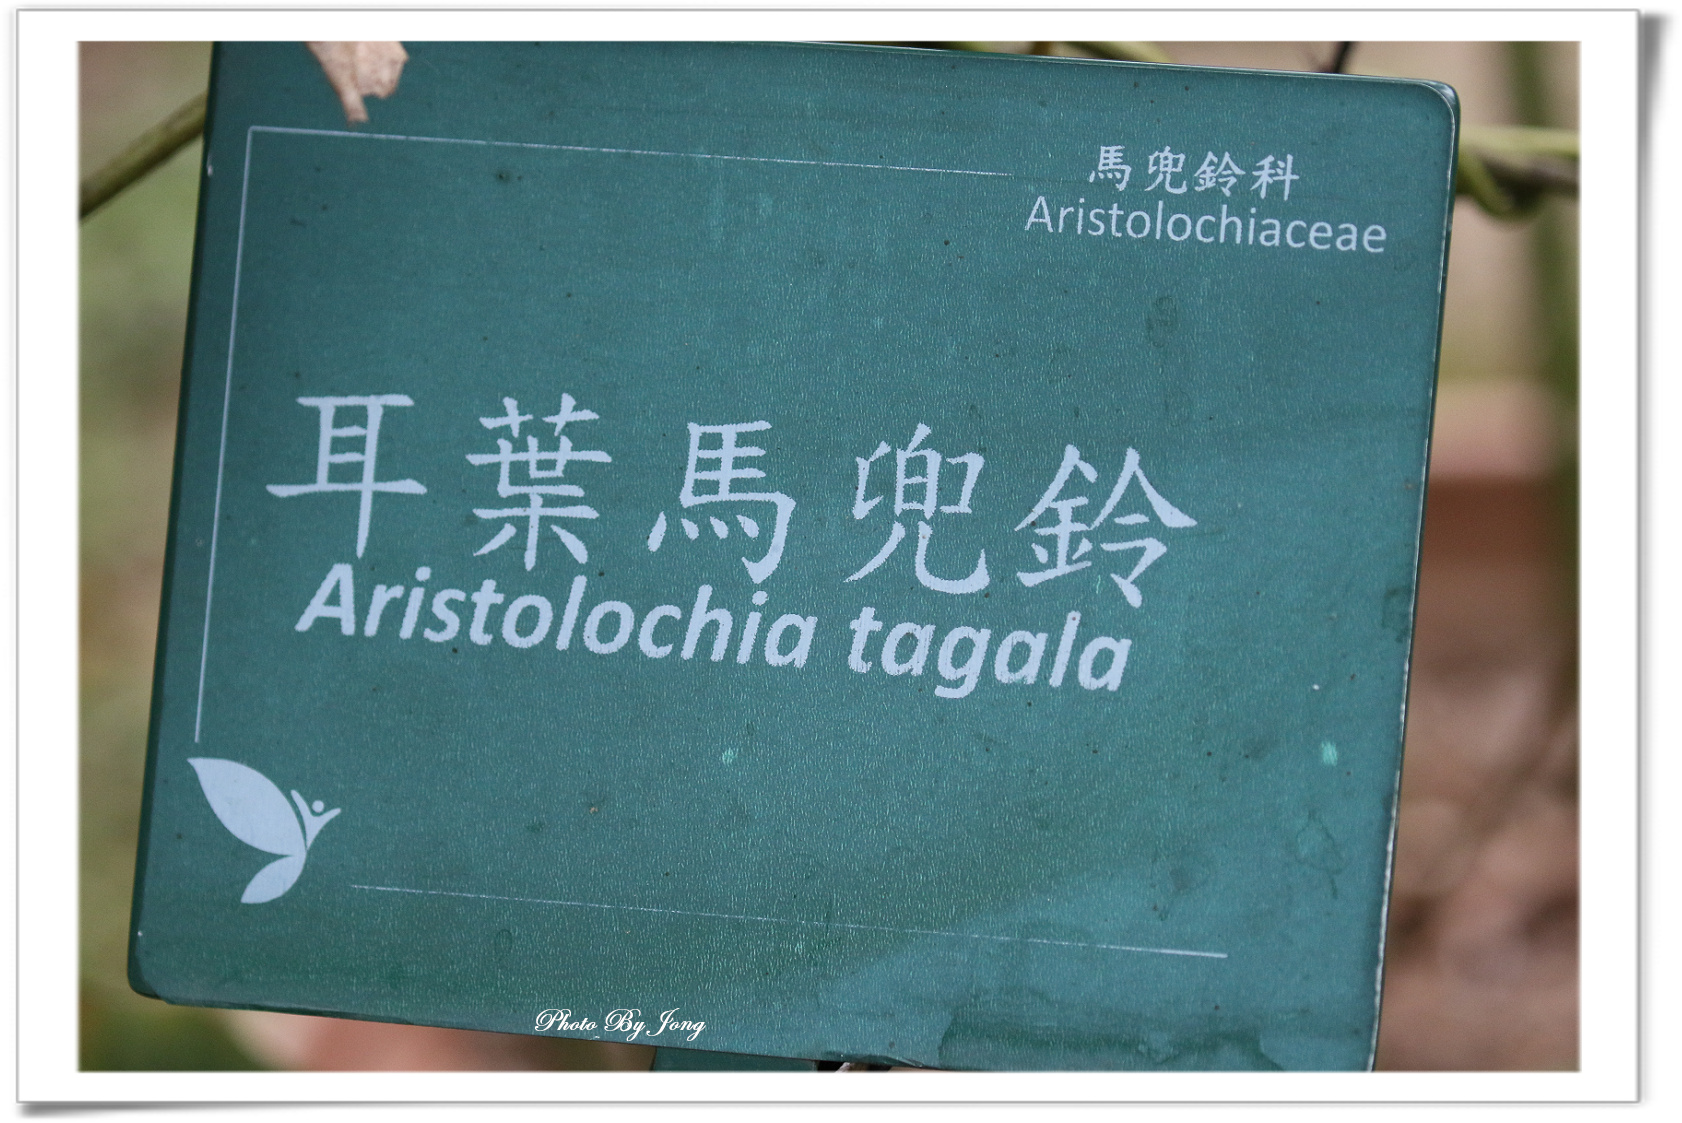 馬兜鈴科
Aristolochiaceae
耳葉馬兜鈴
Aristolochia tagala
Photo By Jong